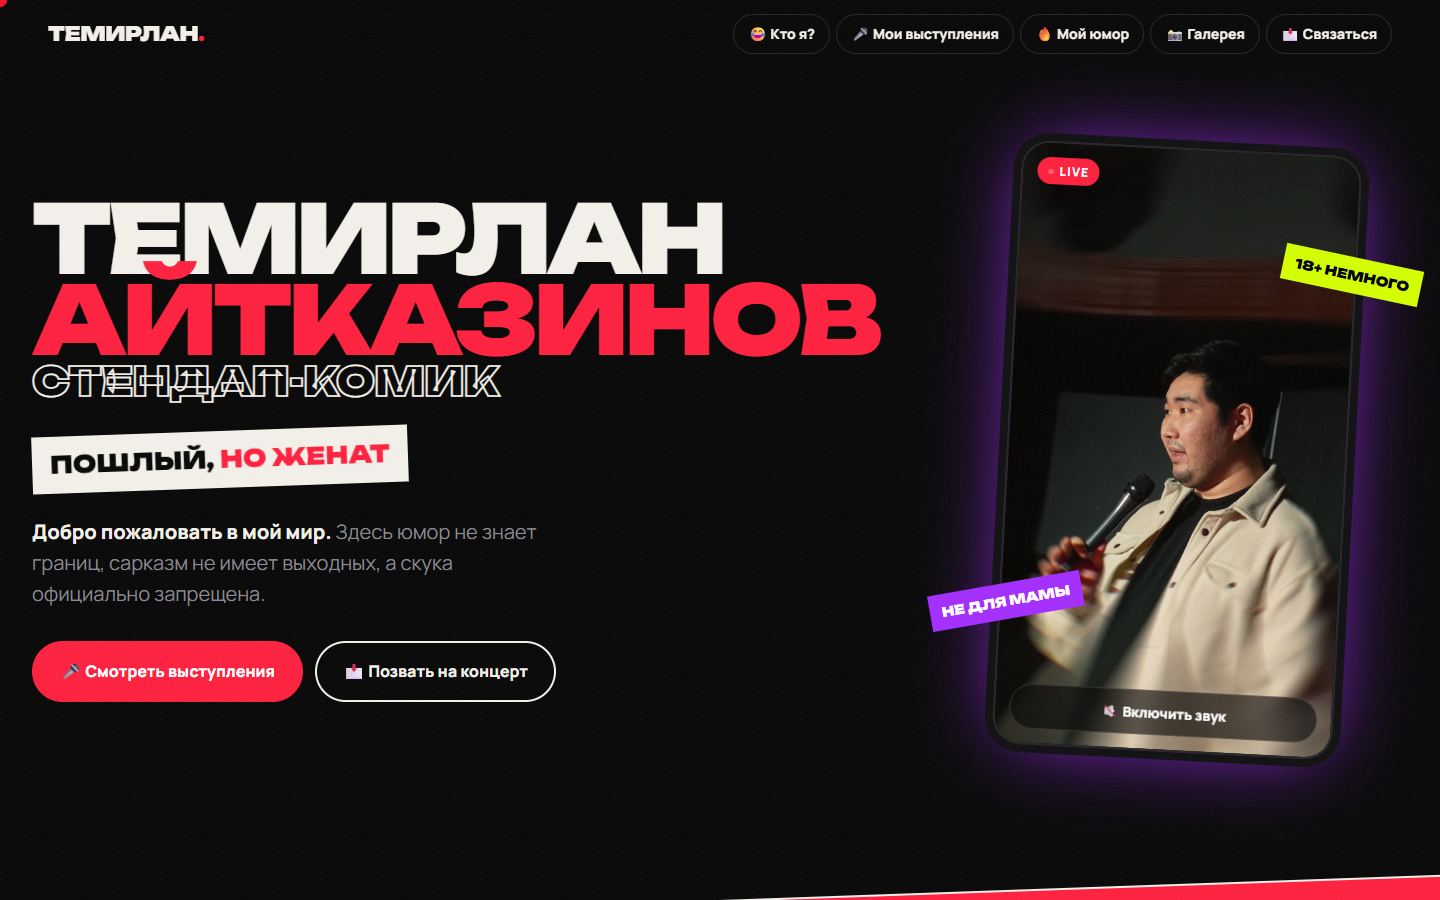 ТЕМИРЛАН.
😄 Кто я?
🎤 Мои выступления
🔥 Мой юмор
📸 Галерея
📩 Связаться
ТЕМИРЛАН
АЙТКАЗИНОВ
СТЕНДАП-КОМИК
ПОШЛЫЙ, НО ЖЕНАТ
Добро пожаловать в мой мир. Здесь юмор не знает
границ, сарказм не имеет выходных, а скука
официально запрещена.
🎤 Смотреть выступления
📩 Позвать на концерт
LIVE
18+ НЕМНОГО
НЕ ДЛЯ МАМЫ
🔇 Включить звук